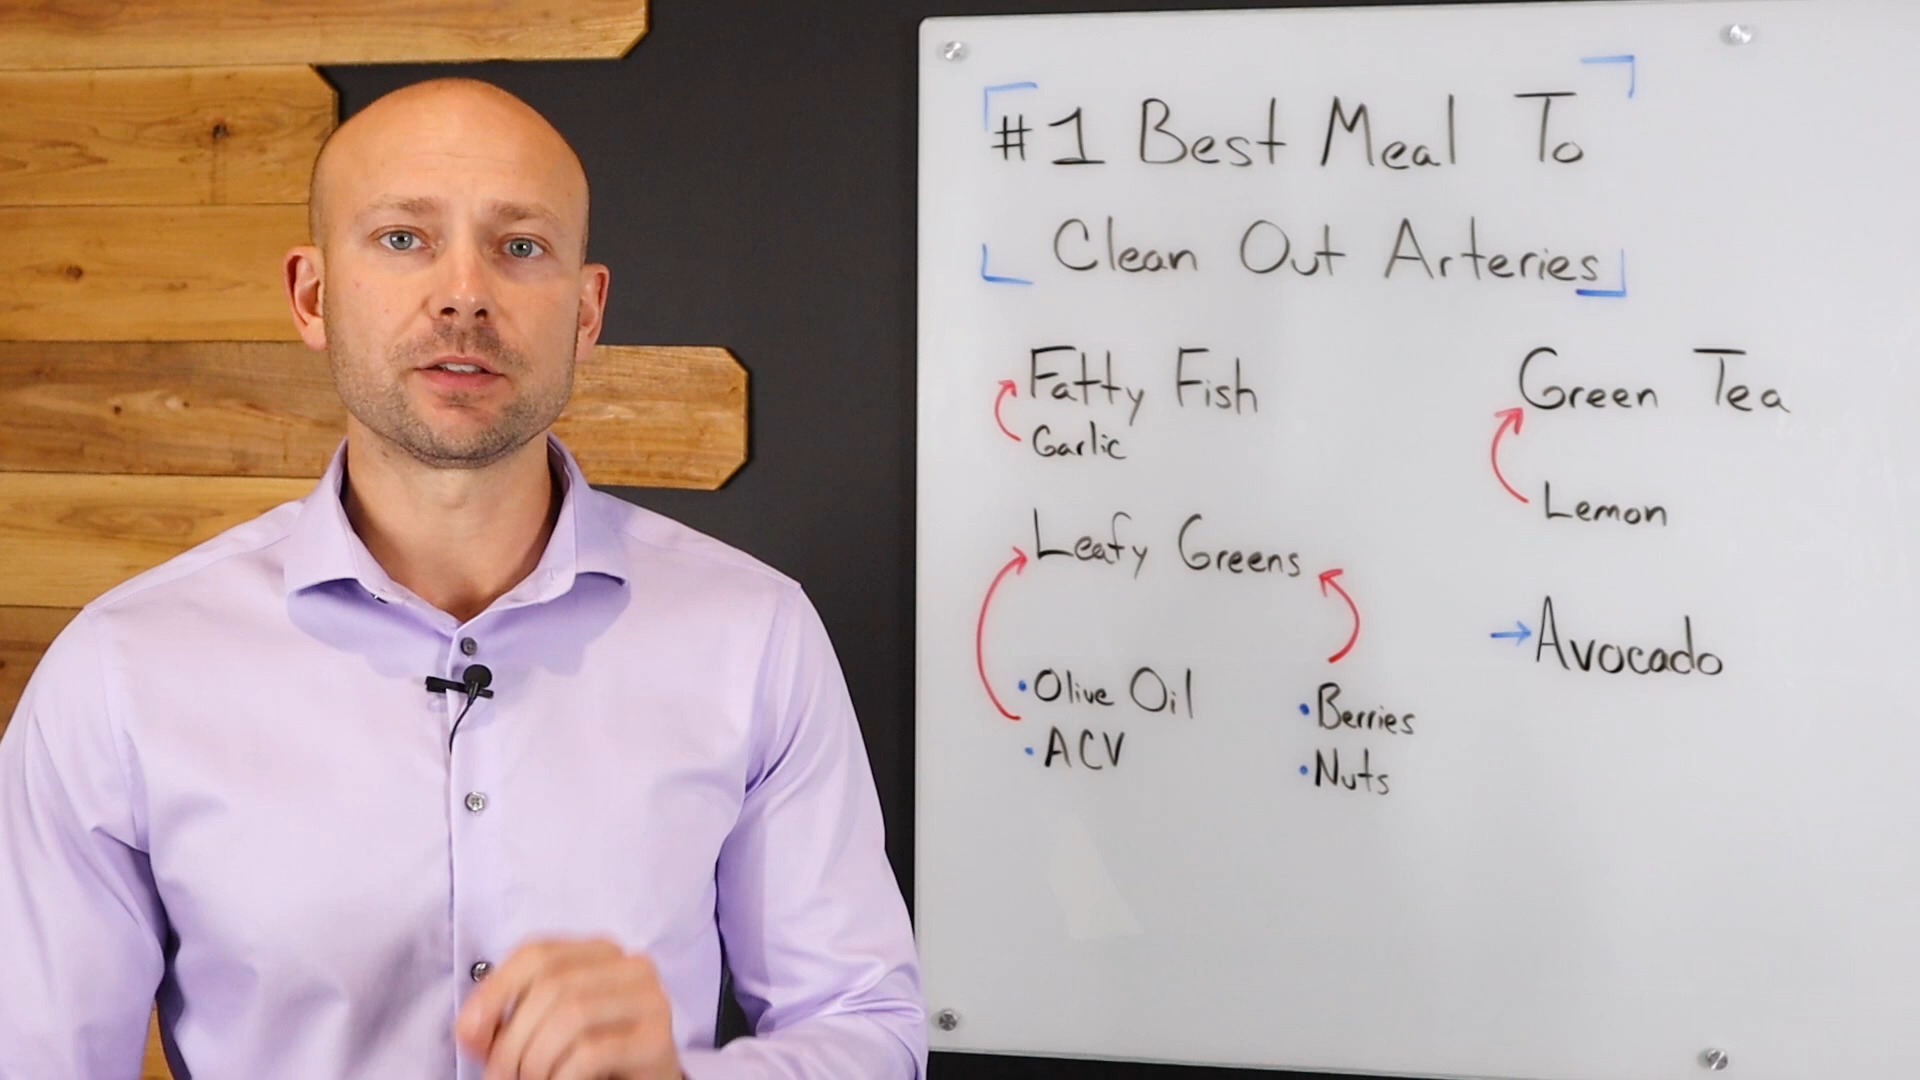 #1 Best Meal To
Clean Out Arteries
Fatty Fish
Garlic
Leafy Greens
• Olive Oil
• ACV
• Berries
• Nuts
Green Tea
Lemon
→ Avocado